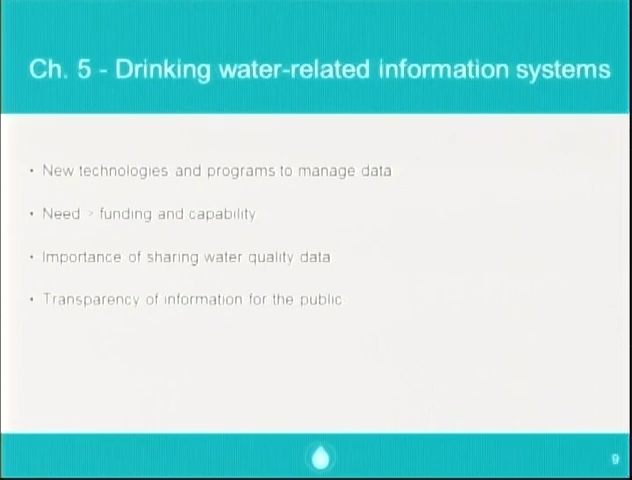 Ch. 5 - Drinking water-related information systems
• New technologies and programs to manage data
• Need > funding and capability
• Importance of sharing water quality data
• Transparency of information for the public
9